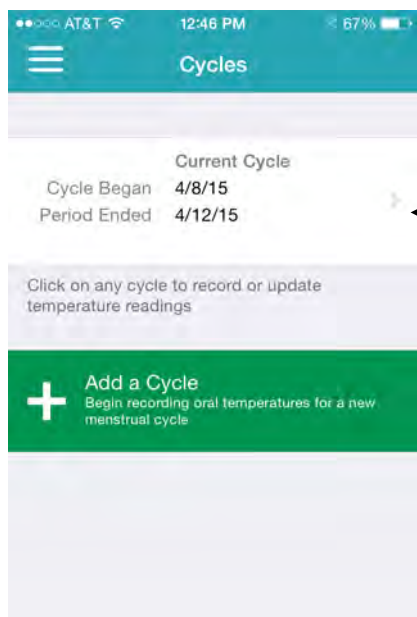 AT&T 12:46 PM 67%
Cycles
Current Cycle
Cycle Began 4/8/15
Period Ended 4/12/15
Click on any cycle to record or update
temperature readings
Add a Cycle
Begin recording oral temperatures for a new
menstrual cycle